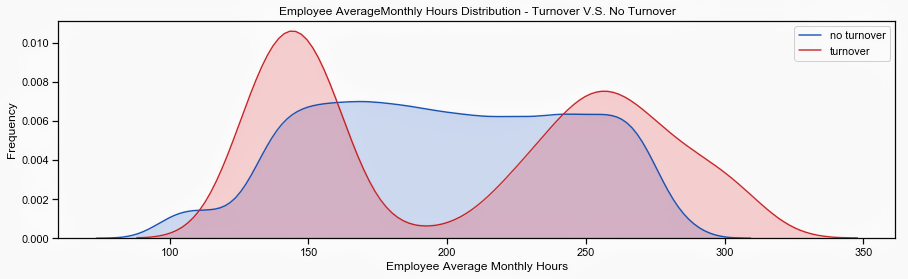 Employee AverageMonthly Hours Distribution - Turnover V.S. No Turnover
no turnover
turnover
0.010
0.008
0.006
0.004
0.002
0.000
Frequency
100
150
200
250
300
350
Employee Average Monthly Hours